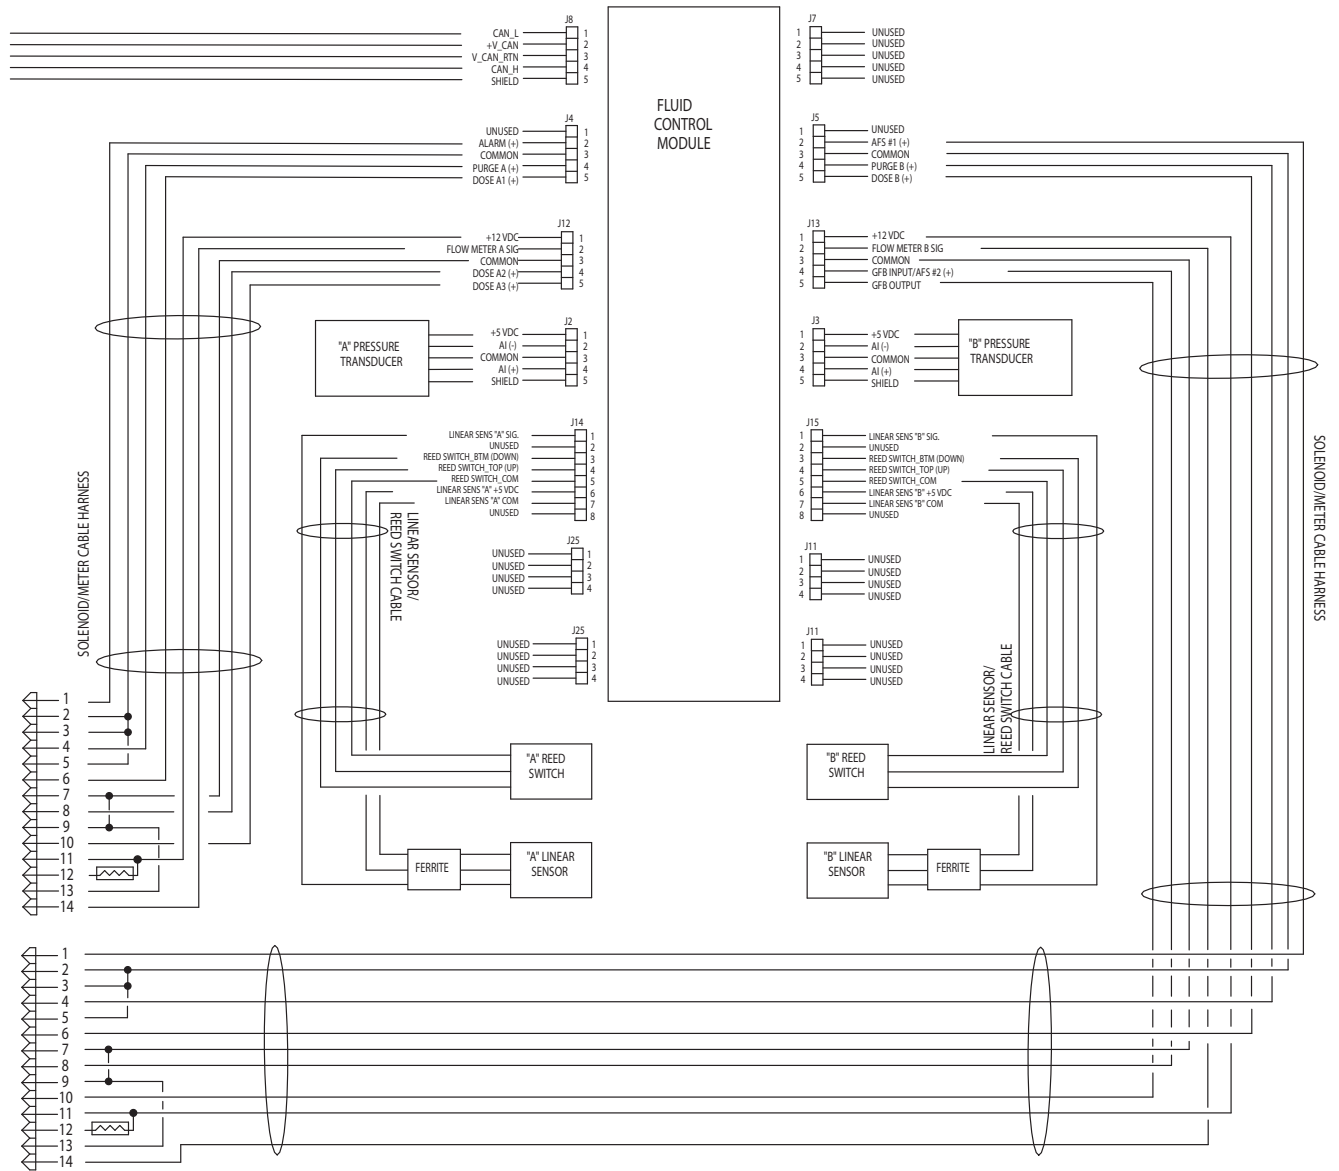 J8
CAN_L 1
+V_CAN 2
V_CAN_RTN 3
CAN_H 4
SHIELD 5
J4
UNUSED 1
ALARM (+) 2
COMMON 3
PURGE A (+) 4
DOSE A1 (+) 5
J12
+12 VDC 1
FLOW METER A SIG 2
COMMON 3
DOSE A2 (+) 4
DOSE A3 (+) 5
"A" PRESSURE
TRANSDUCER
J2
+5 VDC 1
AI (-) 2
COMMON 3
AI (+) 4
SHIELD 5
J14
LINEAR SENS "A" SIG. 1
UNUSED 2
REED SWITCH_BTM (DOWN) 3
REED SWITCH_TOP (UP) 4
REED SWITCH_COM 5
LINEAR SENS "A" +5 VDC 6
LINEAR SENS "A" COM 7
UNUSED 8
J25
UNUSED 1
UNUSED 2
UNUSED 3
UNUSED 4
J25
UNUSED 1
UNUSED 2
UNUSED 3
UNUSED 4
FLUID
CONTROL
MODULE
J7
1 UNUSED
2 UNUSED
3 UNUSED
4 UNUSED
5 UNUSED
J5
1 UNUSED
2 AFS #1 (+)
3 COMMON
4 PURGE B (+)
5 DOSE B (+)
J13
1 +12 VDC
2 FLOW METER B SIG
3 COMMON
4 GFB INPUT/AFS #2 (+)
5 GFB OUTPUT
J3
1 +5 VDC
2 AI (-)
3 COMMON
4 AI (+)
5 SHIELD
"B" PRESSURE
TRANSDUCER
J15
1 LINEAR SENS "B" SIG.
2 UNUSED
3 REED SWITCH_BTM (DOWN)
4 REED SWITCH_TOP (UP)
5 REED SWITCH_COM
6 LINEAR SENS "B" +5 VDC
7 LINEAR SENS "B" COM
8 UNUSED
J11
1 UNUSED
2 UNUSED
3 UNUSED
4 UNUSED
J11
1 UNUSED
2 UNUSED
3 UNUSED
4 UNUSED
SOLENOID/METER CABLE HARNESS
LINEAR SENSOR/
REED SWITCH CABLE
LINEAR SENSOR/
REED SWITCH CABLE
SOLENOID/METER CABLE HARNESS
"A" REED
SWITCH
FERRITE
"A" LINEAR
SENSOR
"B" REED
SWITCH
"B" LINEAR
SENSOR
FERRITE
1
2
3
4
5
6
7
8
9
10
11
12
13
14
1
2
3
4
5
6
7
8
9
10
11
12
13
14